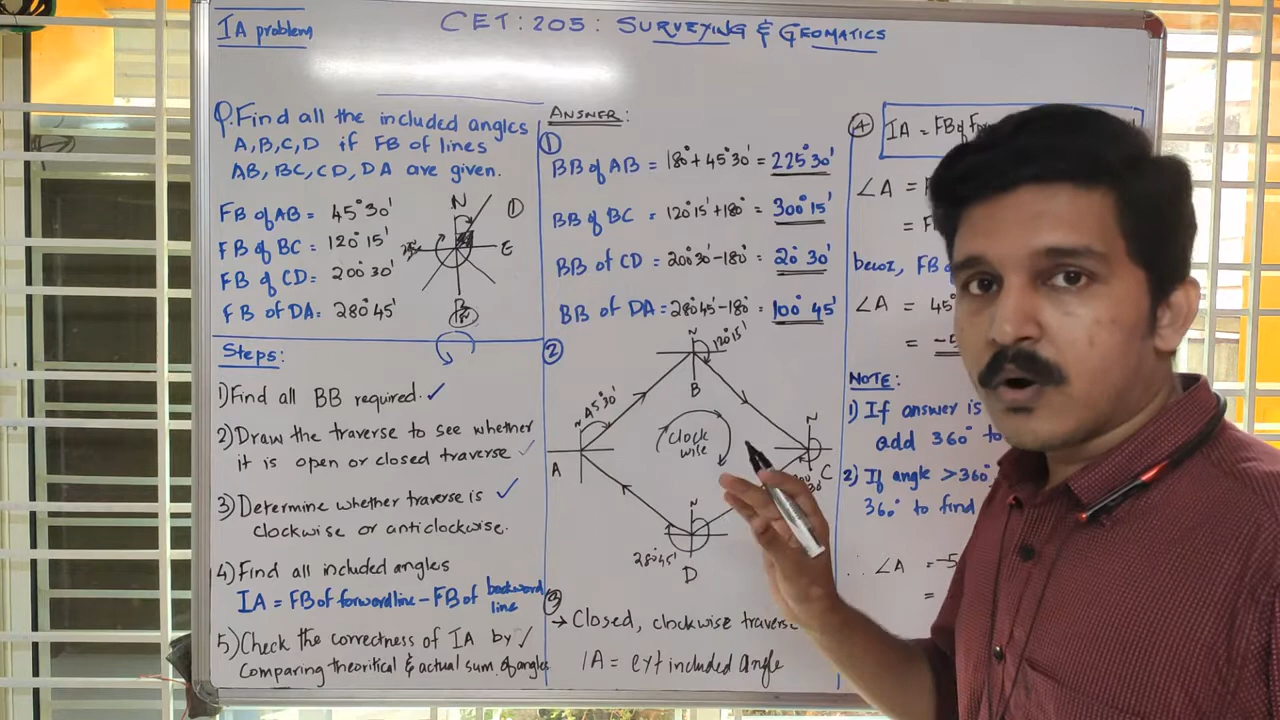 IA problem
CET: 205: SURVEYING & GEOMATICS
Q. Find all the included angles
A, B, C, D if FB of lines
AB, BC, CD, DA are given.
FB of AB = 45°30'
FB of BC = 120°15'
FB of CD = 200°30'
FB of DA = 280°45'
N
E
①
Steps:
1) Find all BB required. ✓
2) Draw the traverse to see whether
it is open or closed traverse ✓
3) Determine whether traverse is ✓
clockwise or anticlockwise.
4) Find all included angles
IA = FB of forward line - FB of backward
line
5) Check the correctness of IA by
Comparing theoritical & actual sum of angles
ANSWER:
①
BB of AB = 180° + 45°30' = 225°30'
BB of BC = 120°15' + 180° = 300°15'
BB of CD = 200°30' - 180° = 20°30'
BB of DA = 280°45' - 180° = 100°45'
②
N
120°15'
B
N
45°30'
A
clock
wise
N
C
30'
N
280°45'
D
③
→ Closed, clockwise traverse
IA = ext included angle
④
IA = FB of
∠A =
=
becoz, FB
∠A = 45°
= -5
NOTE:
1) If answer is
add 360° to
2) If angle > 360°
360° to find
∴ ∠A = -5
=